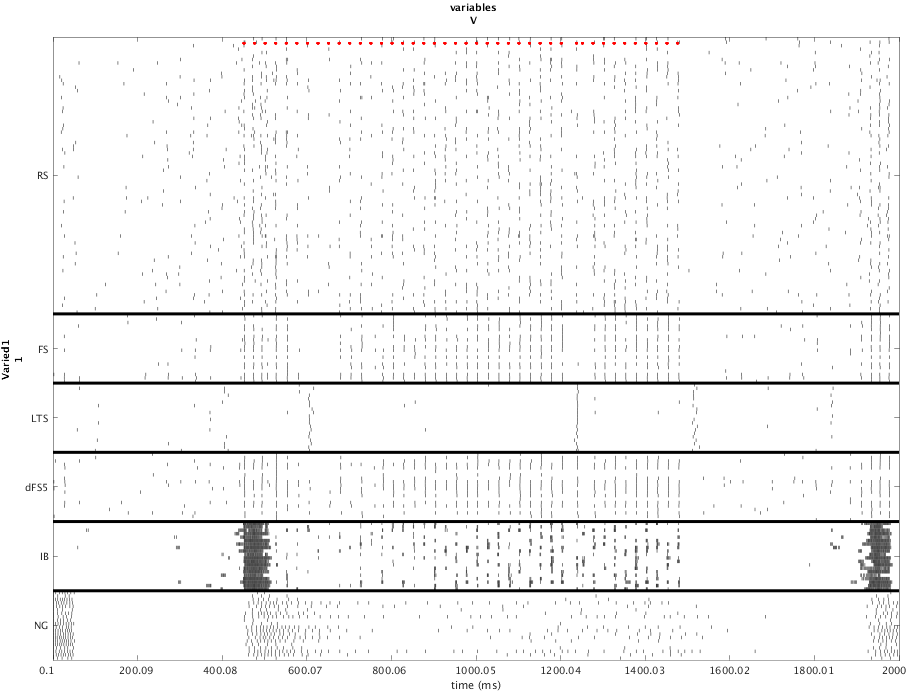 variables
V
Varied1
1
RS
FS
LTS
dFS5
IB
NG
0.1 200.09 400.08 600.07 800.06 1000.05 1200.04 1400.03 1600.02 1800.01 2000
time (ms)